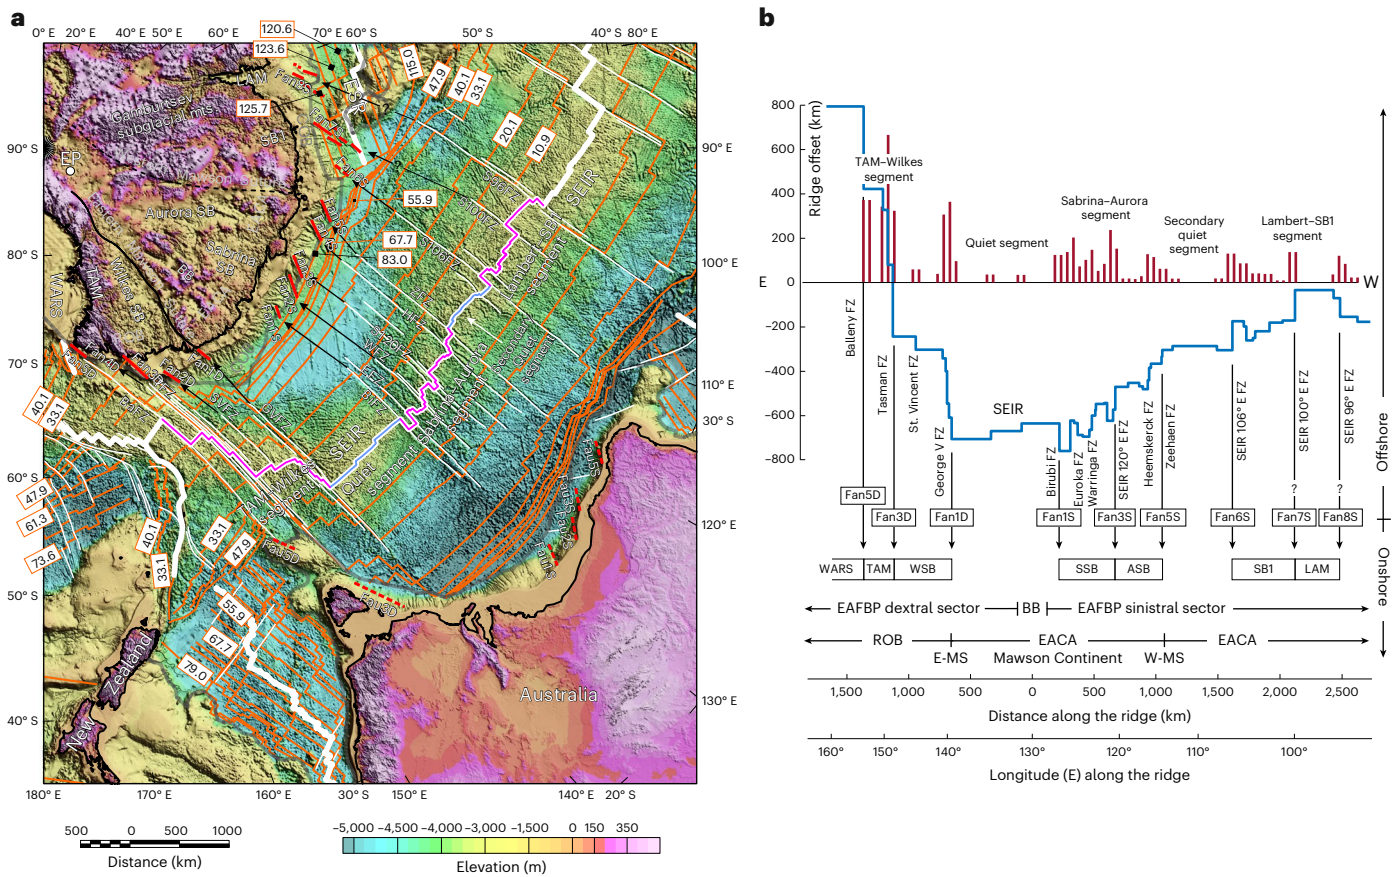 a
0° E 20° E 40° E 50° E 60° E 70° E 60° S 50° S 40° S 80° E
120.6
123.6
125.7
115.0
47.9
40.1
33.1
20.1
10.9
LAM
Fan8S
Gamburtsev
subglacial mts.
SB1
EP
90° S
90° E
Aurora SB
Sabrina
SB
Wilkes SB
TAM
WARS
80° S
100° E
55.9
67.7
83.0
S96FZ
S100FZ
S106FZ
SEIR
Lambert–SB1
segment
Secondary
quiet
segment
Sabrina–Aurora
segment
70° S
110° E
30° S
SEIR
Quiet
segment
60° S
40.1
33.1
47.9
61.3
73.6
40.1
33.1
33.1
47.9
50° S
120° E
55.9
67.7
79.0
New
Zealand
Australia
130° E
40° S
180° E 170° E 160° E 30° S 150° E 140° E 20° S
500 0 500 1000
Distance (km)
−5,000 −4,500 −4,000 −3,000 −1,500 0 150 350
Elevation (m)
b
Ridge offset (km)
800
600
400
200
0
−200
−400
−600
−800
E
W
TAM–Wilkes
segment
Quiet segment
Sabrina–Aurora
segment
Secondary
quiet
segment
Lambert–SB1
segment
SEIR
Balleny FZ
Tasman FZ
St. Vincent FZ
George V FZ
Birubi FZ
Euroka FZ
Warringa FZ
SEIR 120° E FZ
Heemskerck FZ
Zeehaen FZ
SEIR 106° E FZ
SEIR 100° E FZ
SEIR 96° E FZ
? ?
Fan5D
Fan3D Fan1D Fan1S Fan3S Fan5S Fan6S Fan7S Fan8S
WARS TAM WSB SSB ASB SB1 LAM
EAFBP dextral sector BB EAFBP sinistral sector
ROB EACA EACA
E-MS Mawson Continent W-MS
1,500 1,000 500 0 500 1,000 1,500 2,000 2,500
Distance along the ridge (km)
160° 150° 140° 130° 120° 110° 100°
Longitude (E) along the ridge
Offshore
Onshore